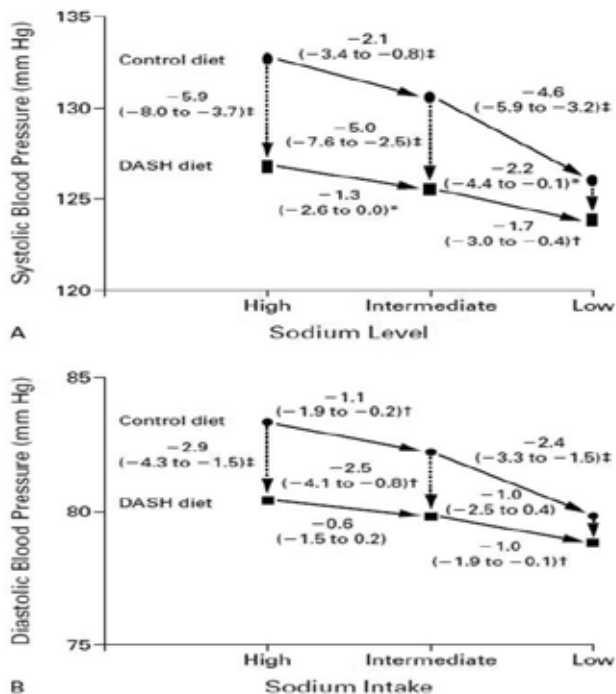 135
Control diet
−2.1
(−3.4 to −0.8)‡
−5.9
(−8.0 to −3.7)‡
−4.6
(−5.9 to −3.2)‡
130
−5.0
(−7.6 to −2.5)‡
DASH diet
−2.2
(−4.4 to −0.1)*
−1.3
(−2.6 to 0.0)*
125
−1.7
(−3.0 to −0.4)†
120
Systolic Blood Pressure (mm Hg)
High
Intermediate
Low
A
Sodium Level
85
Control diet
−1.1
(−1.9 to −0.2)†
−2.9
(−4.3 to −1.5)‡
−2.4
(−3.3 to −1.5)‡
−2.5
(−4.1 to −0.8)†
DASH diet
−1.0
(−2.5 to 0.4)
80
−0.6
(−1.5 to 0.2)
−1.0
(−1.9 to −0.1)†
75
Diastolic Blood Pressure (mm Hg)
High
Intermediate
Low
B
Sodium Intake